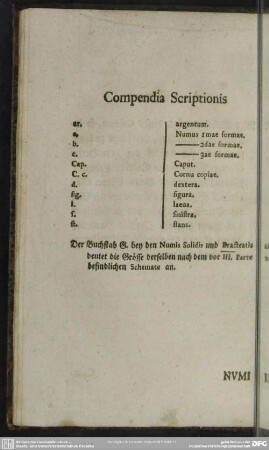 Compendia Scriptionis
ar. argentum.
a, Numus 1mae formae.
b. —— 2dae formae.
c. —— 3ae formae.
Cap. Caput.
C. c. Cornu copiae.
d. dextera.
fig. figura.
l. laeua.
ſ. ſiniſtra.
ſt. ſtans.
Der Buchſtab G. bey den Numis Solidis und Bracteatis
deutet die Gröſſe derſelben nach dem vor III. Parte
befindlichen Schemate an.
NVMI